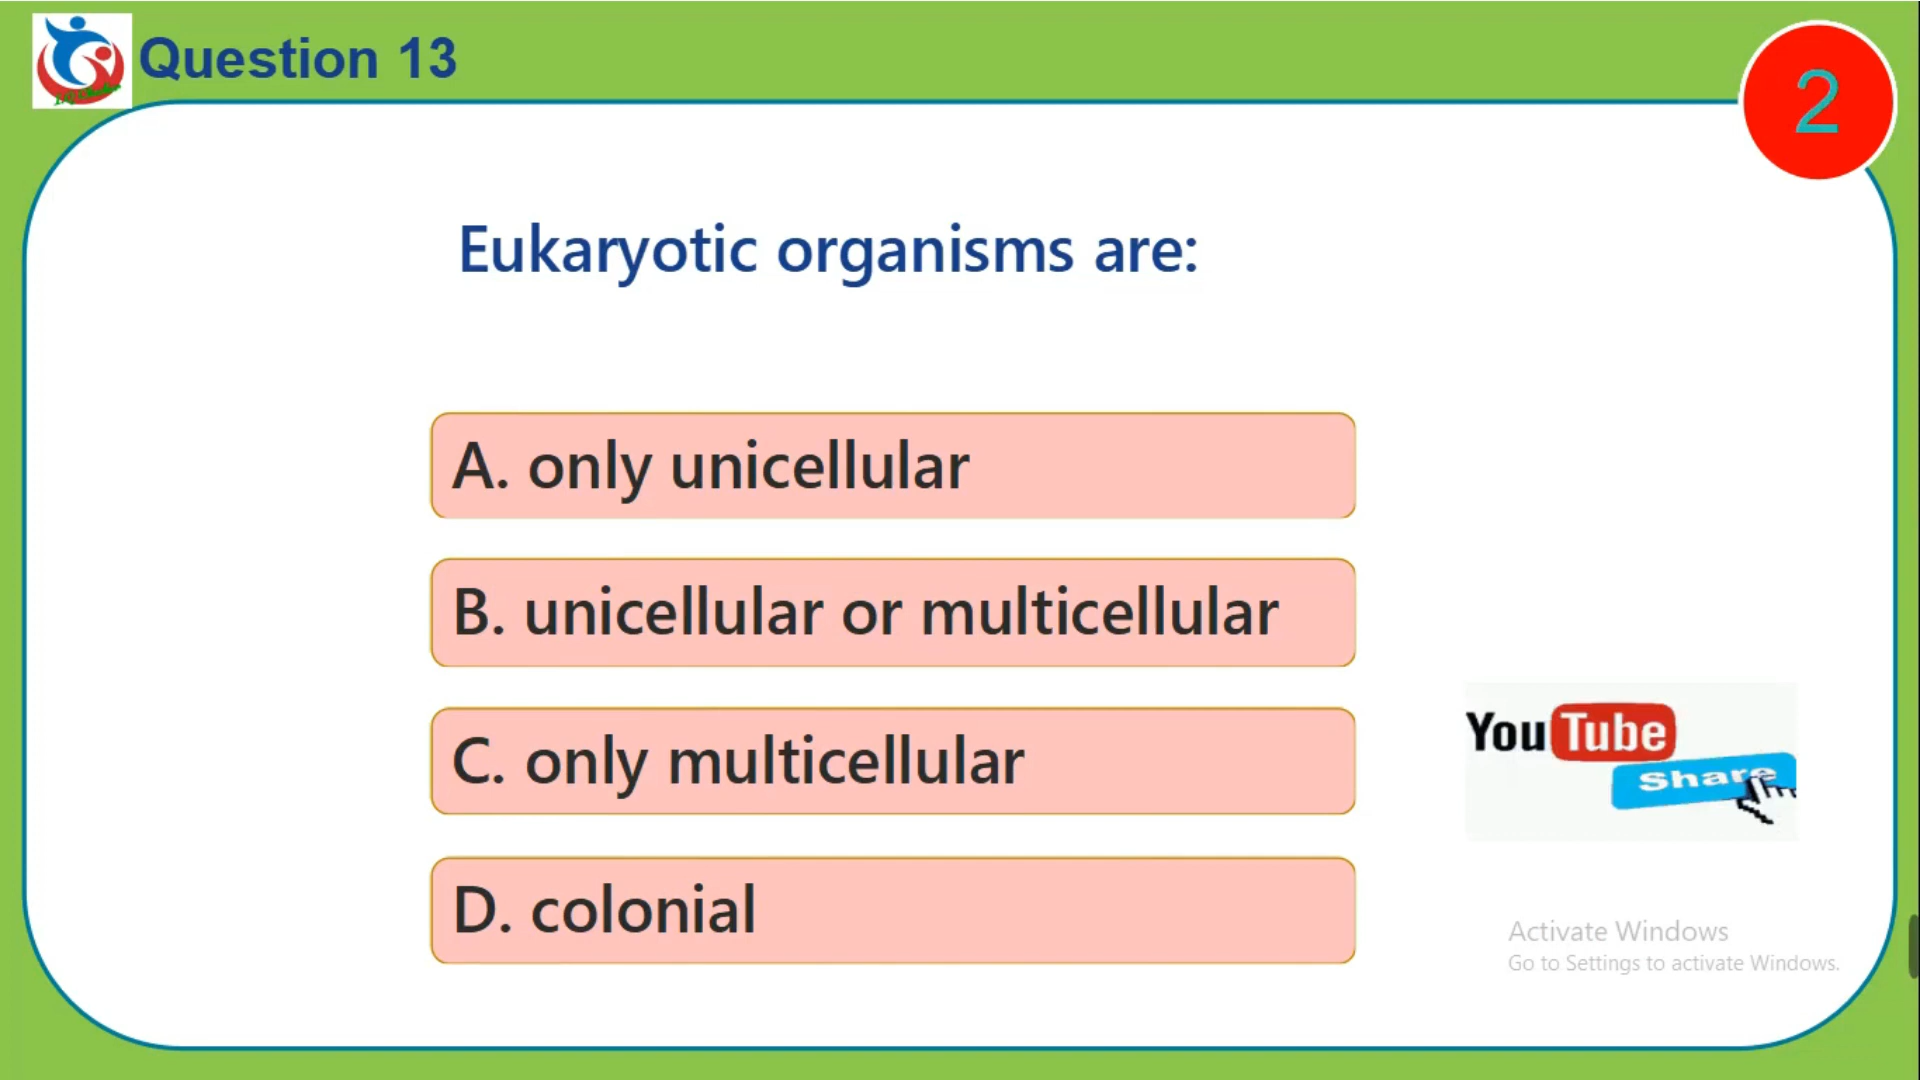 Question 13
2
Eukaryotic organisms are:
A. only unicellular
B. unicellular or multicellular
C. only multicellular
D. colonial
YouTube
Share
Activate Windows
Go to Settings to activate Windows.